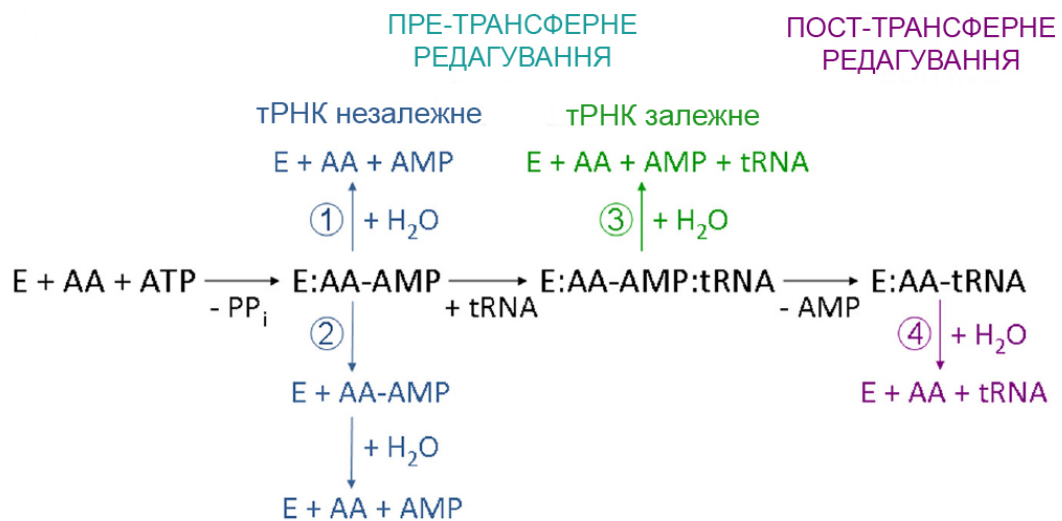 ПРЕ-ТРАНСФЕРНЕ
РЕДАГУВАННЯ
ПОСТ-ТРАНСФЕРНЕ
РЕДАГУВАННЯ
тРНК незалежне
тРНК залежне
E + AA + AMP
E + AA + AMP + tRNA
① + H₂O
③ + H₂O
E + AA + ATP
- PPᵢ
E:AA-AMP
+ tRNA
E:AA-AMP:tRNA
- AMP
E:AA-tRNA
②
④ + H₂O
E + AA-AMP
E + AA + tRNA
+ H₂O
E + AA + AMP